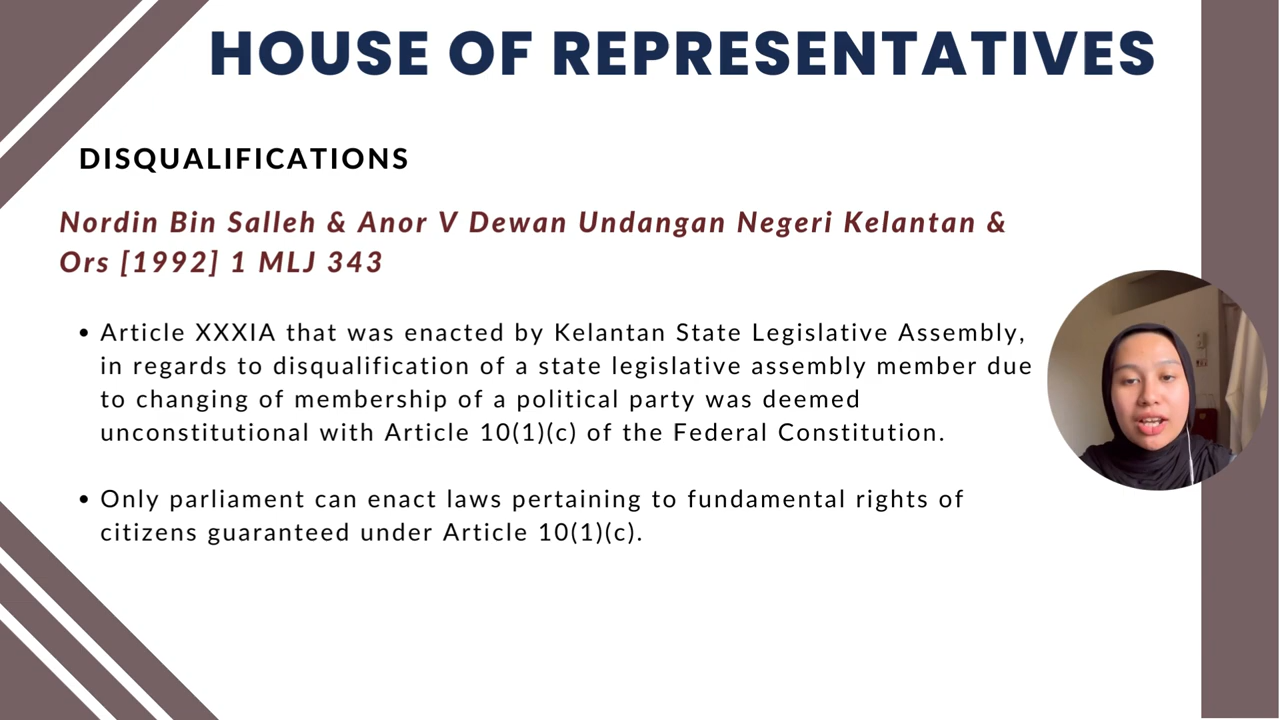 HOUSE OF REPRESENTATIVES
DISQUALIFICATIONS
Nordin Bin Salleh & Anor V Dewan Undangan Negeri Kelantan &
Ors [1992] 1 MLJ 343
• Article XXXIA that was enacted by Kelantan State Legislative Assembly,
in regards to disqualification of a state legislative assembly member due
to changing of membership of a political party was deemed
unconstitutional with Article 10(1)(c) of the Federal Constitution.
• Only parliament can enact laws pertaining to fundamental rights of
citizens guaranteed under Article 10(1)(c).